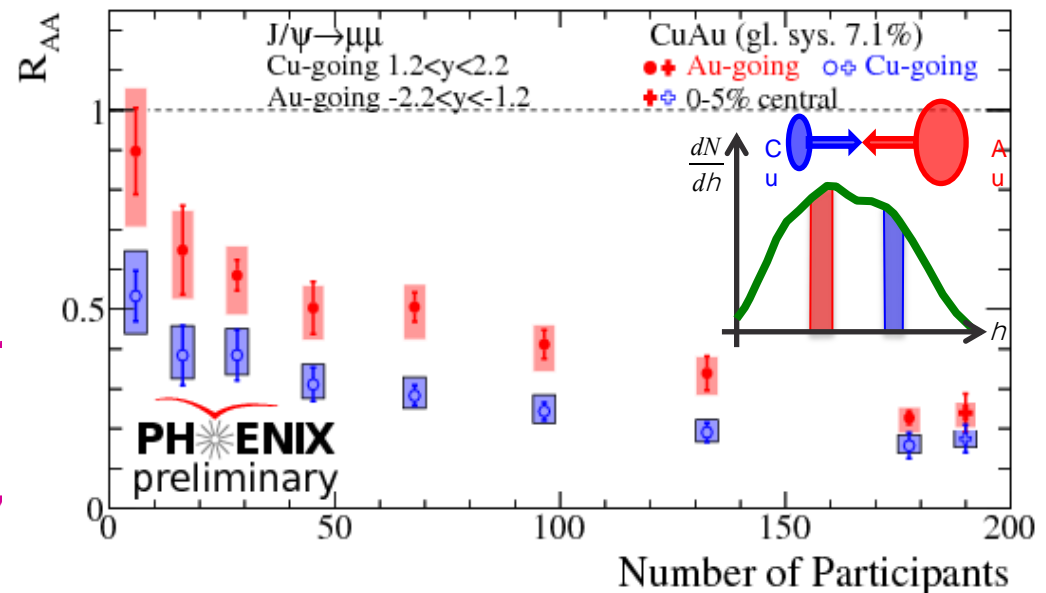 R_AA
J/ψ→μμ
Cu-going 1.2<y<2.2
Au-going -2.2<y<-1.2
CuAu (gl. sys. 7.1%)
Au-going Cu-going
0-5% central
1
0.5
0
dN
dh
C
u
A
u
h
PHENIX
preliminary
0 50 100 150 200
Number of Participants